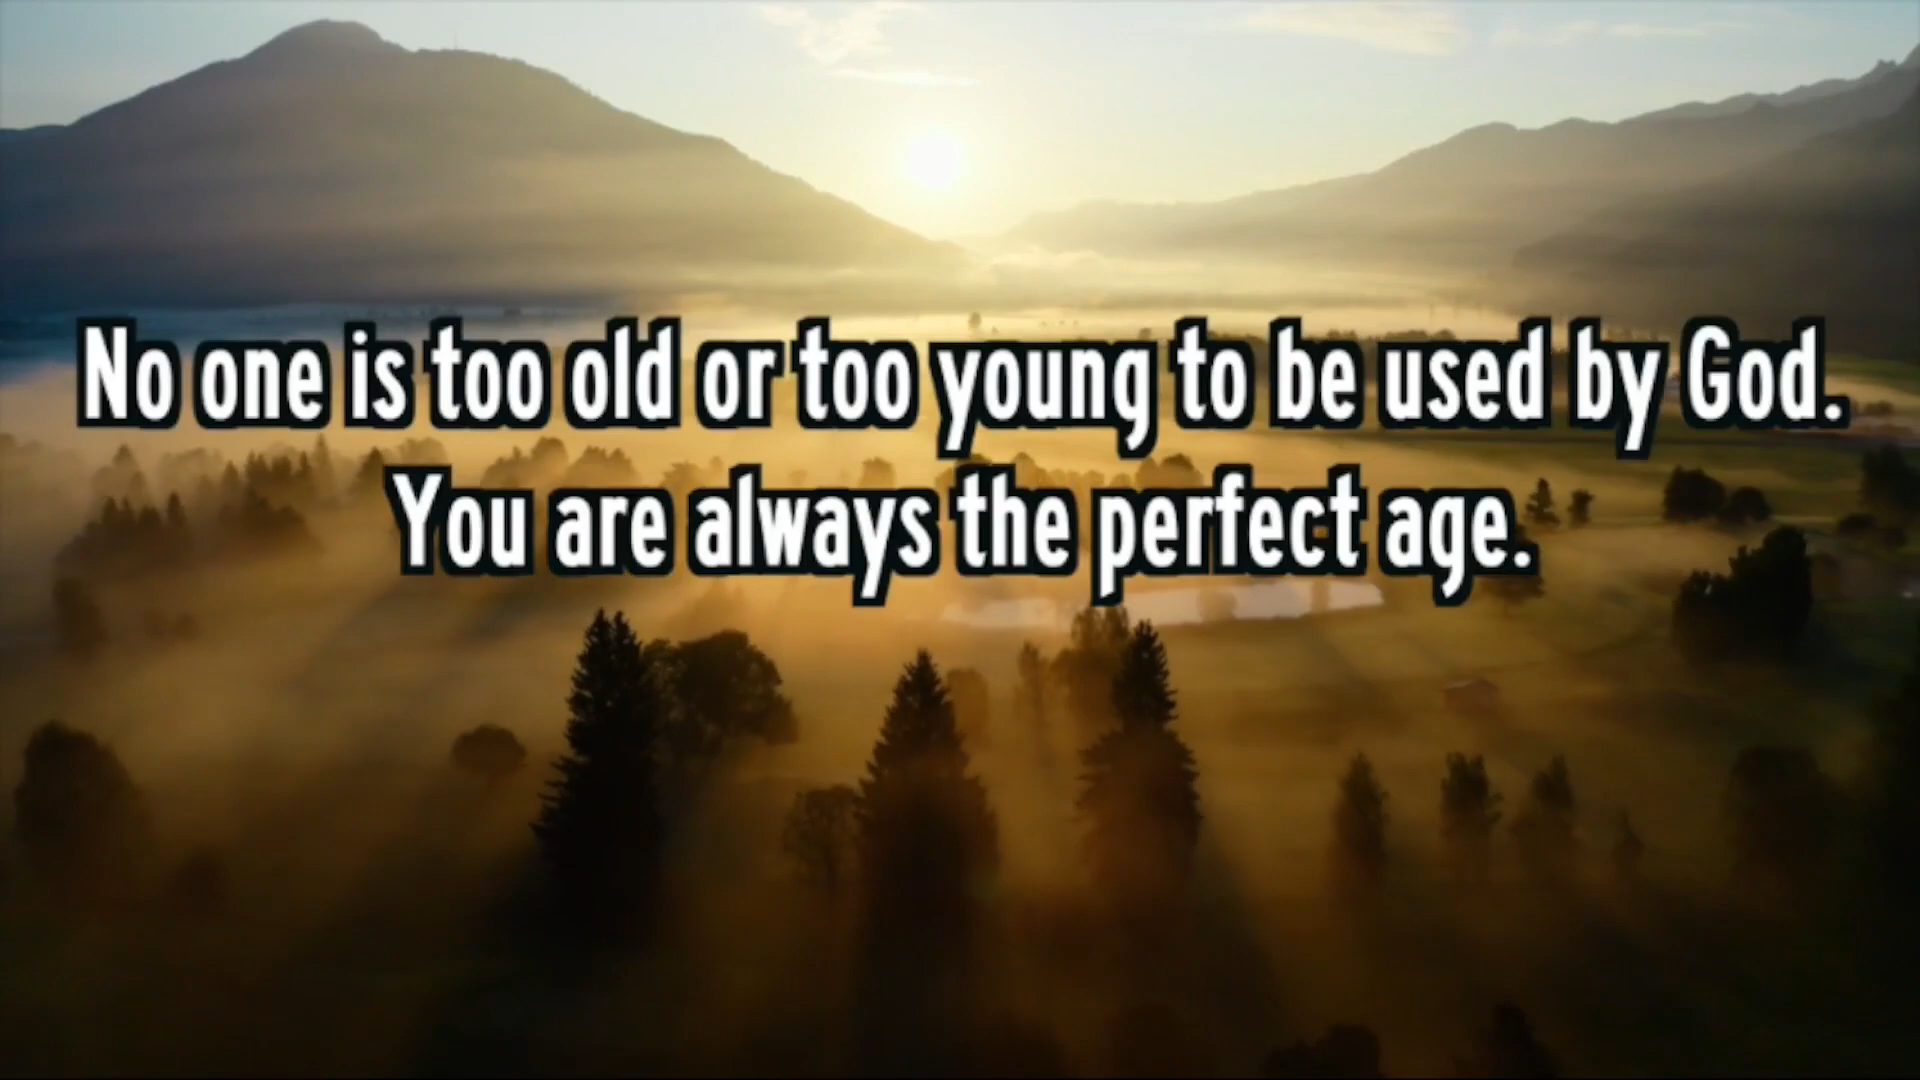 No one is too old or too young to be used by God.
You are always the perfect age.